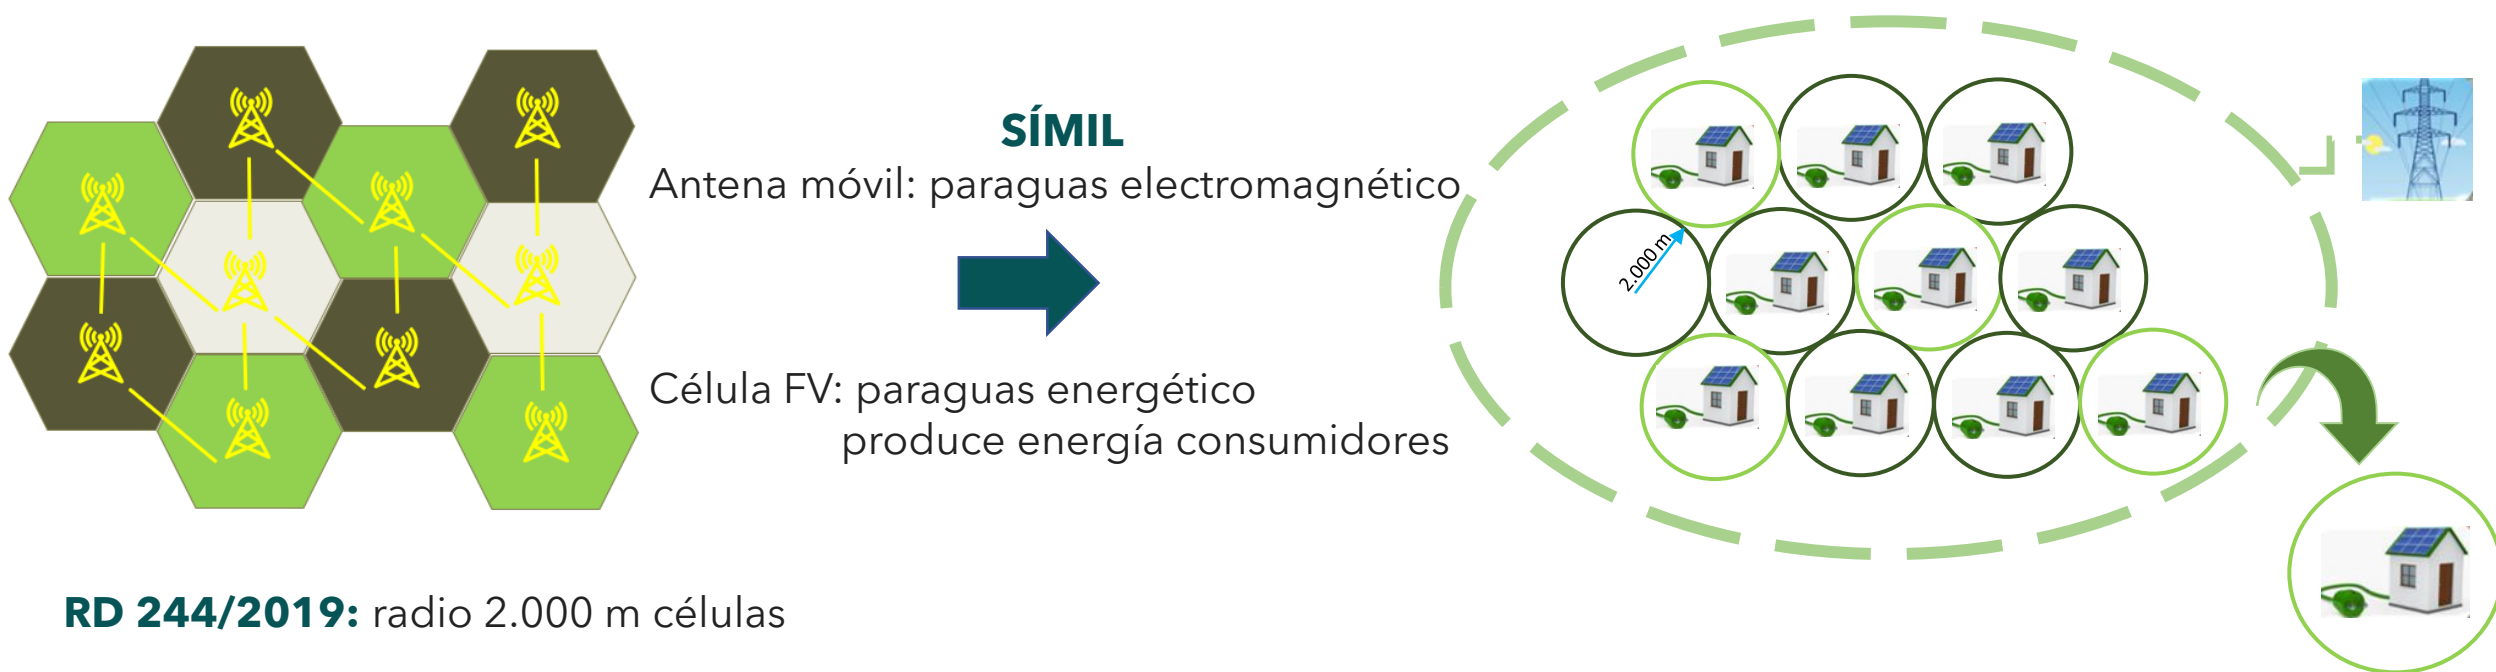 SÍMIL
Antena móvil: paraguas electromagnético
2.000 m
Célula FV: paraguas energético
produce energía consumidores
RD 244/2019: radio 2.000 m células